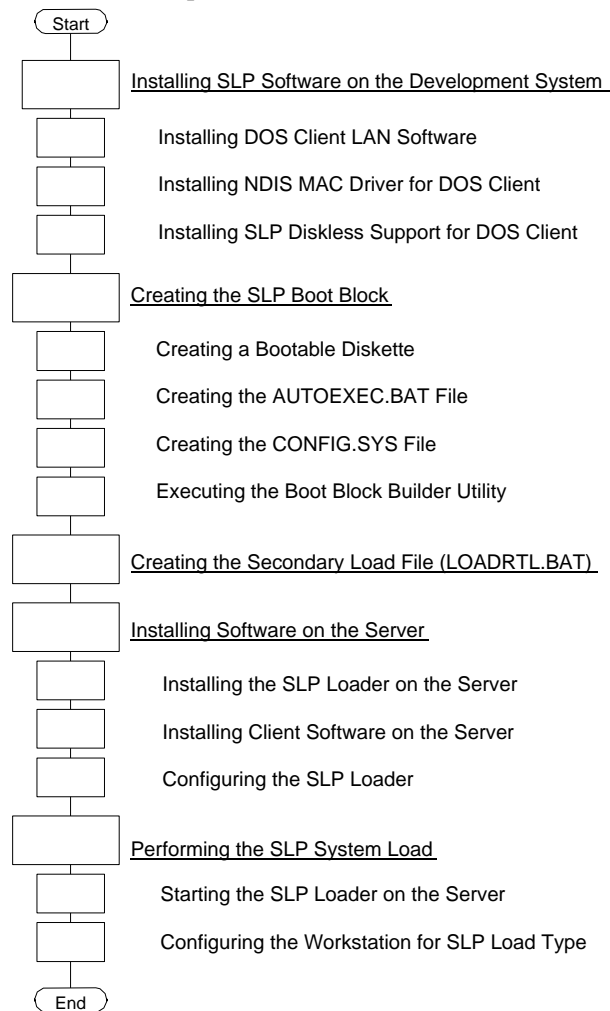 Start
Installing SLP Software on the Development System
Installing DOS Client LAN Software
Installing NDIS MAC Driver for DOS Client
Installing SLP Diskless Support for DOS Client
Creating the SLP Boot Block
Creating a Bootable Diskette
Creating the AUTOEXEC.BAT File
Creating the CONFIG.SYS File
Executing the Boot Block Builder Utility
Creating the Secondary Load File (LOADRTL.BAT)
Installing Software on the Server
Installing the SLP Loader on the Server
Installing Client Software on the Server
Configuring the SLP Loader
Performing the SLP System Load
Starting the SLP Loader on the Server
Configuring the Workstation for SLP Load Type
End